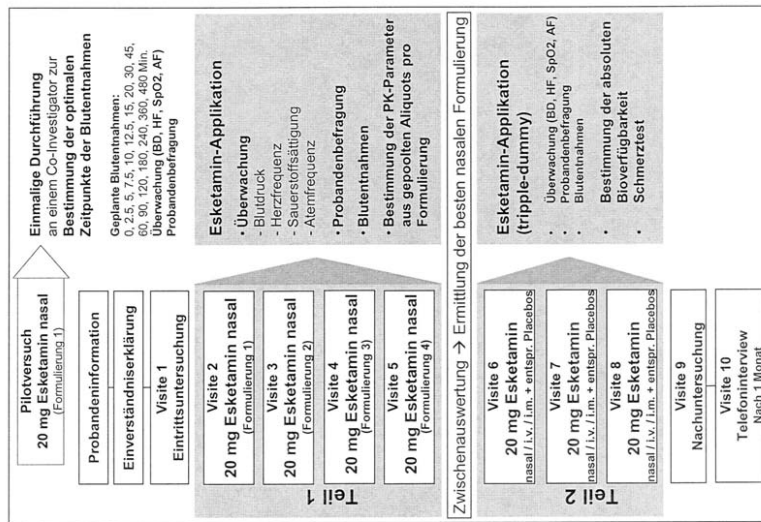 Pilotversuch
20 mg Esketamin nasal
(Formulierung 1)
Einmalige Durchführung
an einem Co-Investigator zur
Bestimmung der optimalen
Zeitpunkte der Blutentnahmen
Geplante Blutentnahmen:
0, 2.5, 5, 7.5, 10, 12.5, 15, 20, 30, 45,
60, 90, 120, 180, 240, 360, 480 Min.
Überwachung (BD, HF, SpO2, AF)
Probandenbefragung
Probandeninformation
Einverständniserklärung
Visite 1
Eintrittsuntersuchung
Teil 1
Visite 2
20 mg Esketamin nasal
(Formulierung 1)
Visite 3
20 mg Esketamin nasal
(Formulierung 2)
Visite 4
20 mg Esketamin nasal
(Formulierung 3)
Visite 5
20 mg Esketamin nasal
(Formulierung 4)
Esketamin-Applikation
• Überwachung
- Blutdruck
- Herzfrequenz
- Sauerstoffsättigung
- Atemfrequenz
• Probandenbefragung
• Blutentnahmen
• Bestimmung der PK-Parameter
aus gepoolten Aliquots pro
Formulierung
Zwischenauswertung → Ermittlung der besten nasalen Formulierung
Teil 2
Visite 6
20 mg Esketamin
nasal / i.v. / i.m. + entspr. Placebos
Visite 7
20 mg Esketamin
nasal / i.v. / i.m. + entspr. Placebos
Visite 8
20 mg Esketamin
nasal / i.v. / i.m. + entspr. Placebos
Esketamin-Applikation
(tripple-dummy)
• Überwachung (BD, HF, SpO2, AF)
• Probandenbefragung
• Blutentnahmen
• Bestimmung der absoluten
Bioverfügbarkeit
• Schmerztest
Visite 9
Nachuntersuchung
Visite 10
Telefoninterview
Nach 1 Monat